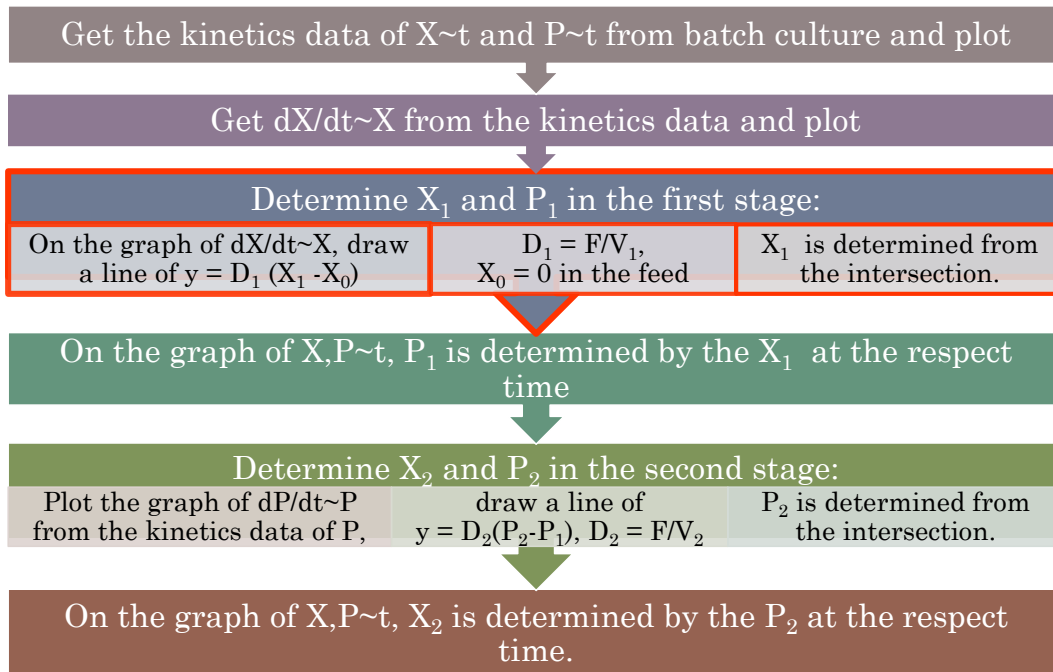 Get the kinetics data of X~t and P~t from batch culture and plot
Get dX/dt~X from the kinetics data and plot
Determine X₁ and P₁ in the first stage:
On the graph of dX/dt~X, draw
a line of y = D₁ (X₁ -X₀)
D₁ = F/V₁,
X₀ = 0 in the feed
X₁ is determined from
the intersection.
On the graph of X,P~t, P₁ is determined by the X₁ at the respect
time
Determine X₂ and P₂ in the second stage:
Plot the graph of dP/dt~P
from the kinetics data of P,
draw a line of
y = D₂(P₂-P₁), D₂ = F/V₂
P₂ is determined from
the intersection.
On the graph of X,P~t, X₂ is determined by the P₂ at the respect
time.